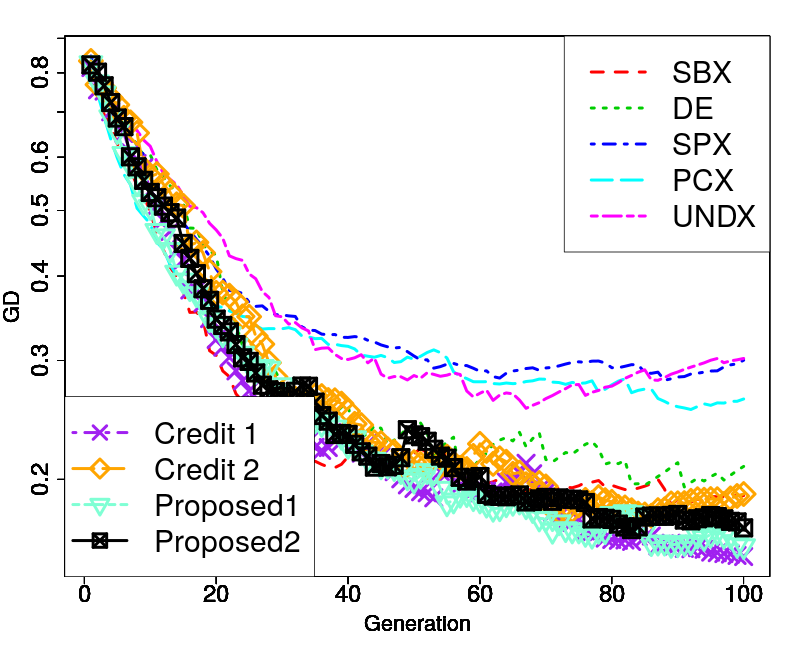 SBX
DE
SPX
PCX
UNDX
Credit 1
Credit 2
Proposed1
Proposed2
GD
0.8
0.6
0.5
0.4
0.3
0.2
0 20 40 60 80 100
Generation